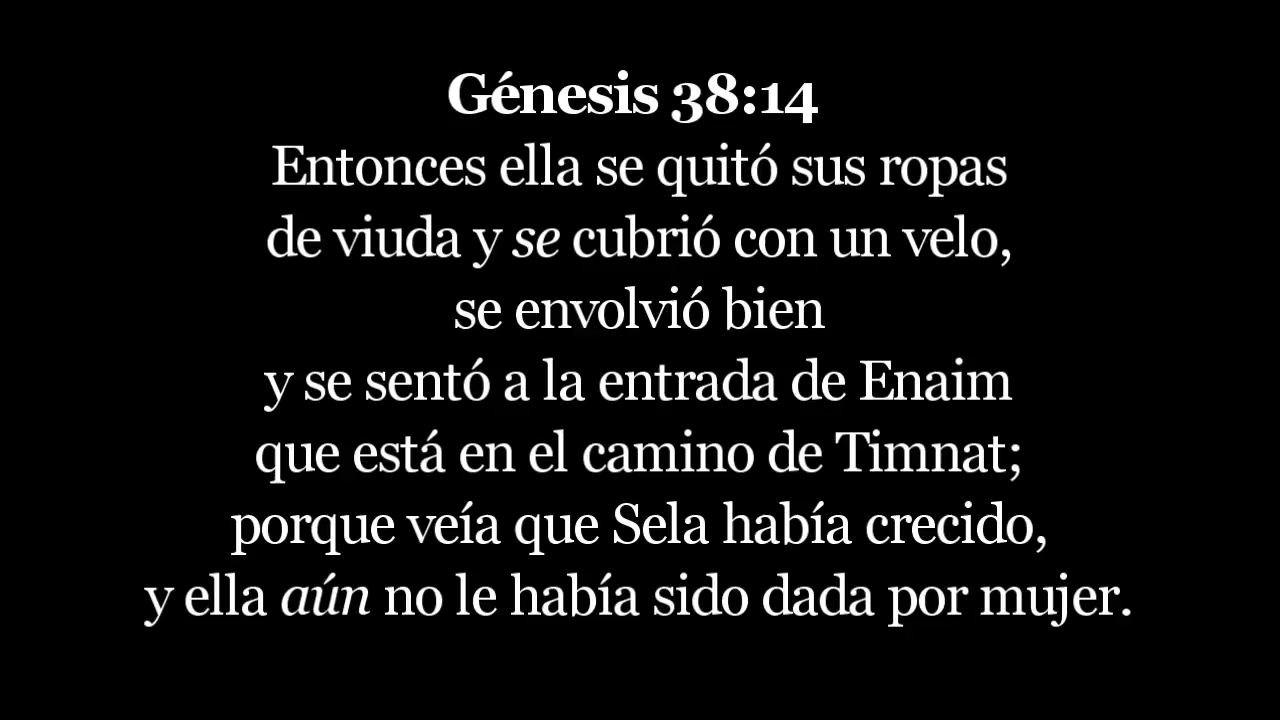 Génesis 38:14
Entonces ella se quitó sus ropas
de viuda y se cubrió con un velo,
se envolvió bien
y se sentó a la entrada de Enaim
que está en el camino de Timnat;
porque veía que Sela había crecido,
y ella aún no le había sido dada por mujer.